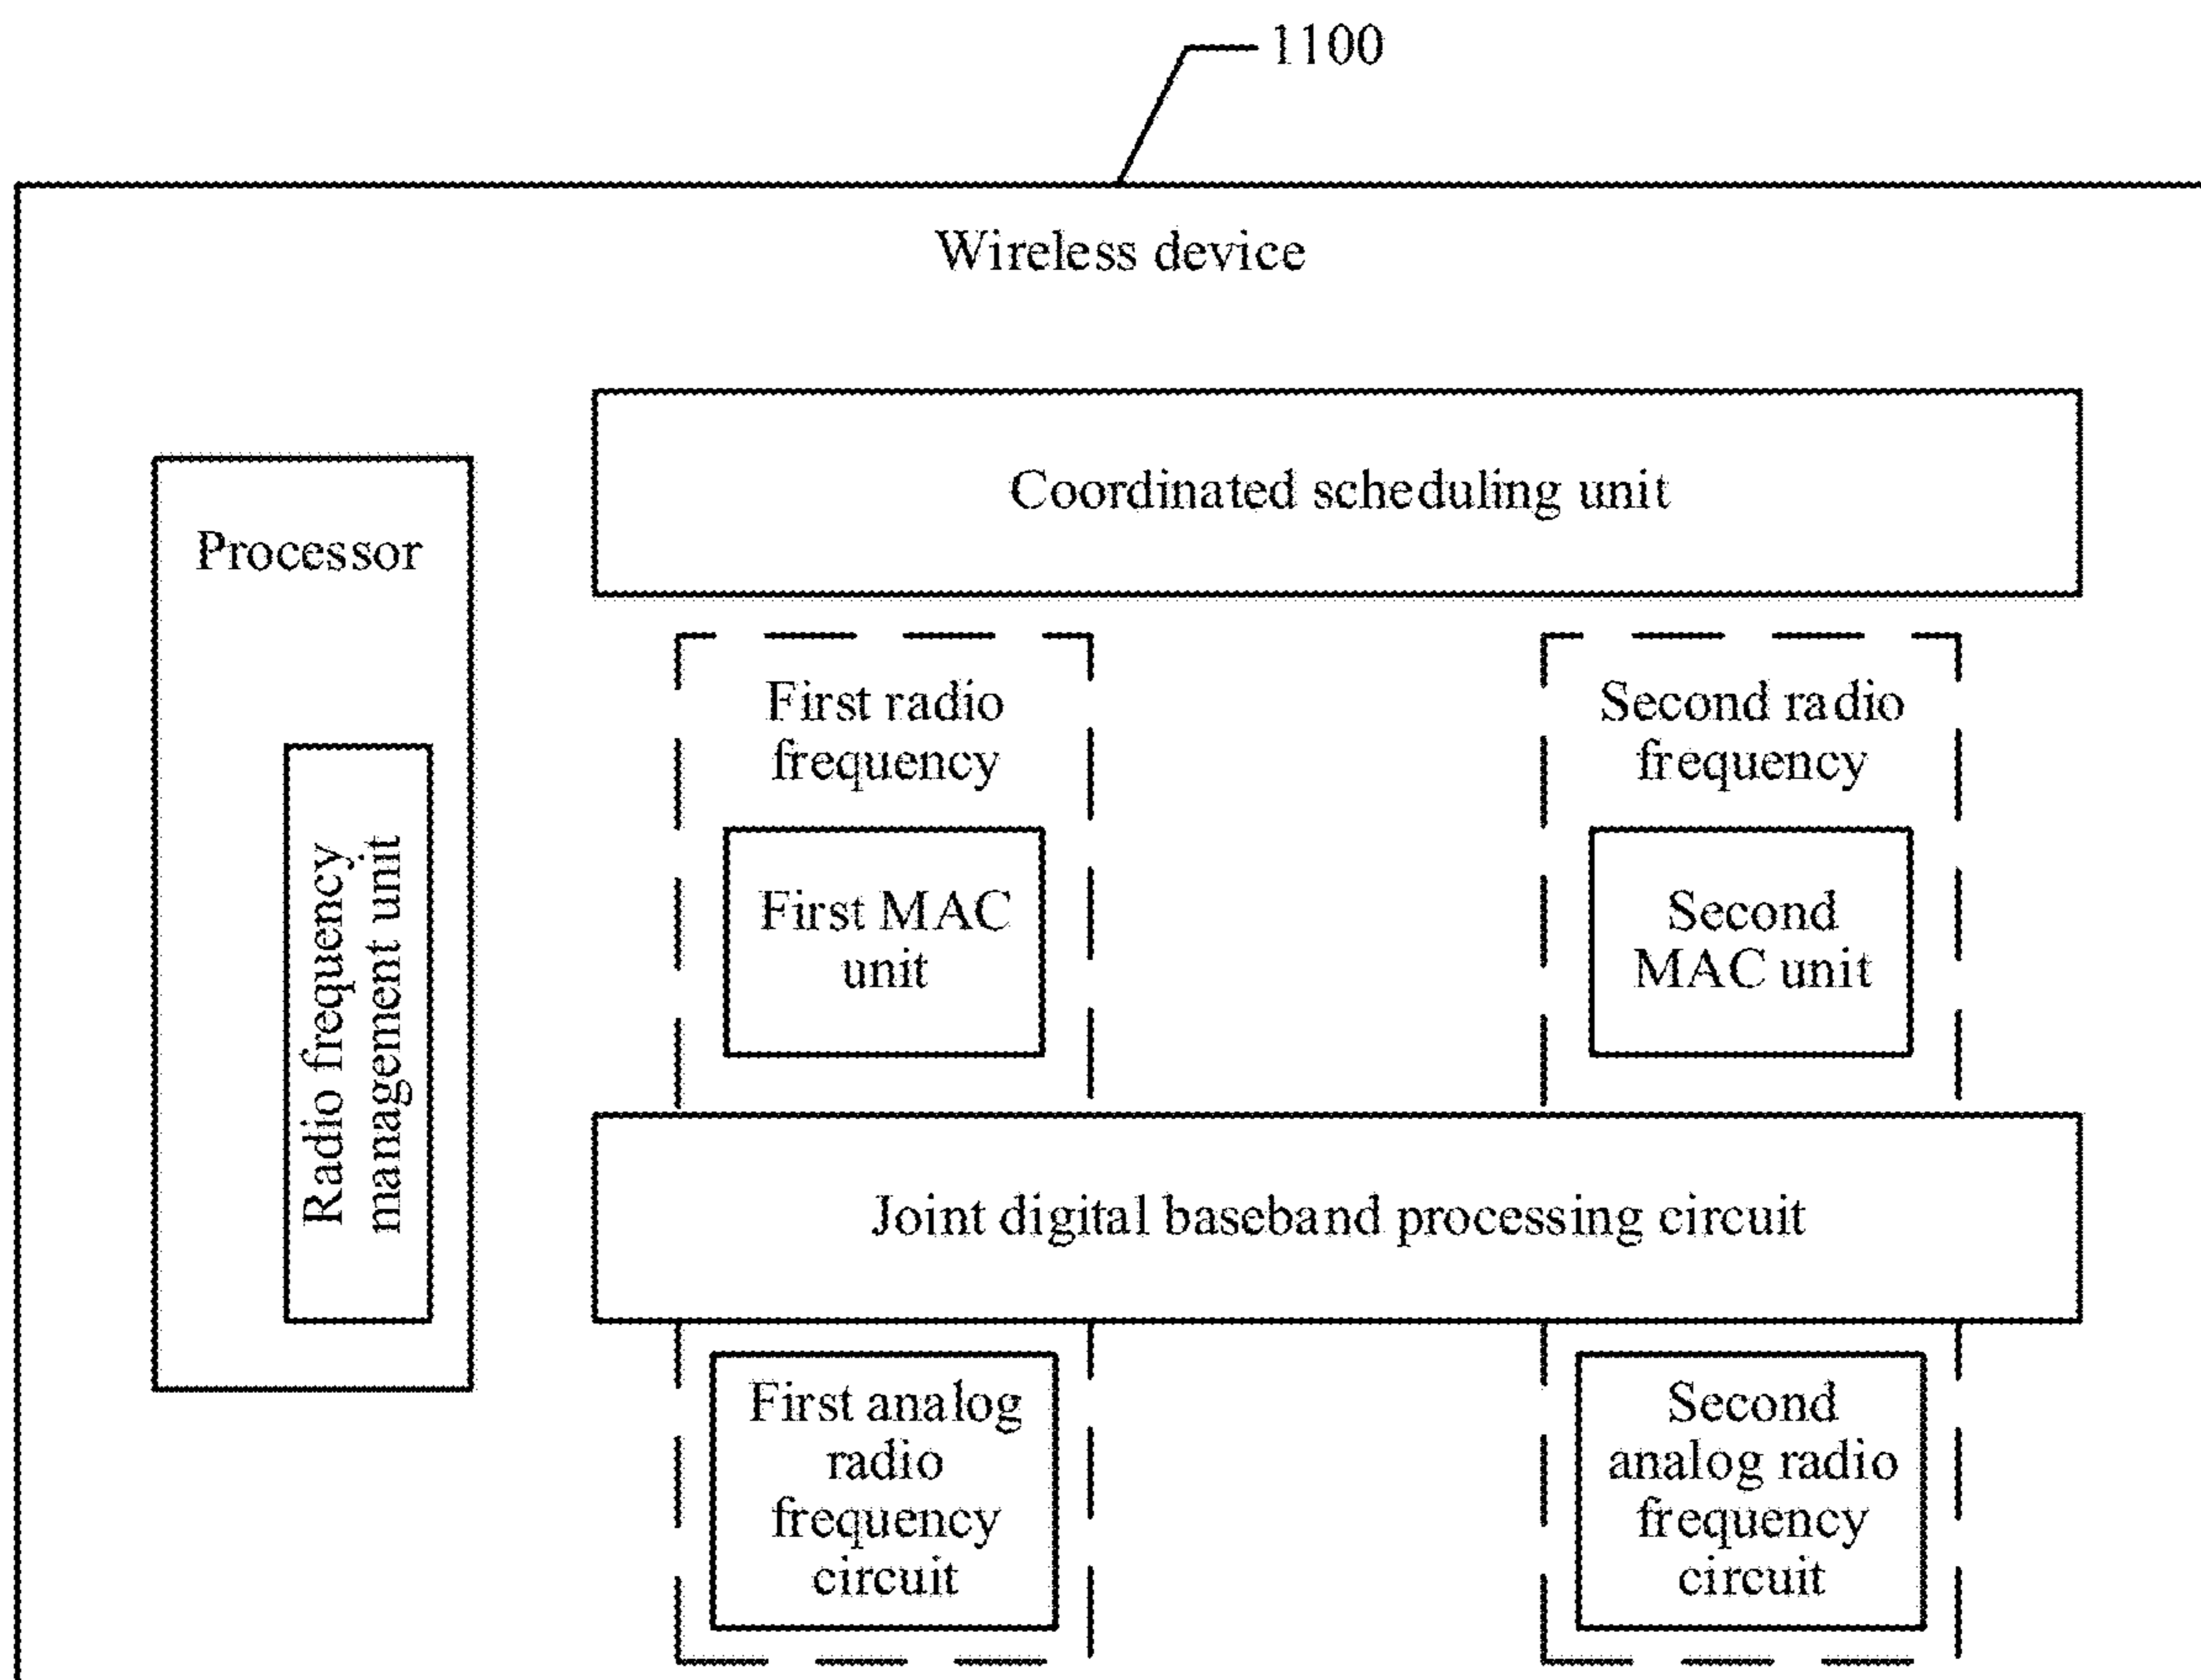 1100
Wireless device
Coordinated scheduling unit
Processor
Radio frequency
management unit
First radio
frequency
First MAC
unit
Second radio
frequency
Second
MAC unit
Joint digital baseband processing circuit
First analog
radio
frequency
circuit
Second
analog radio
frequency
circuit